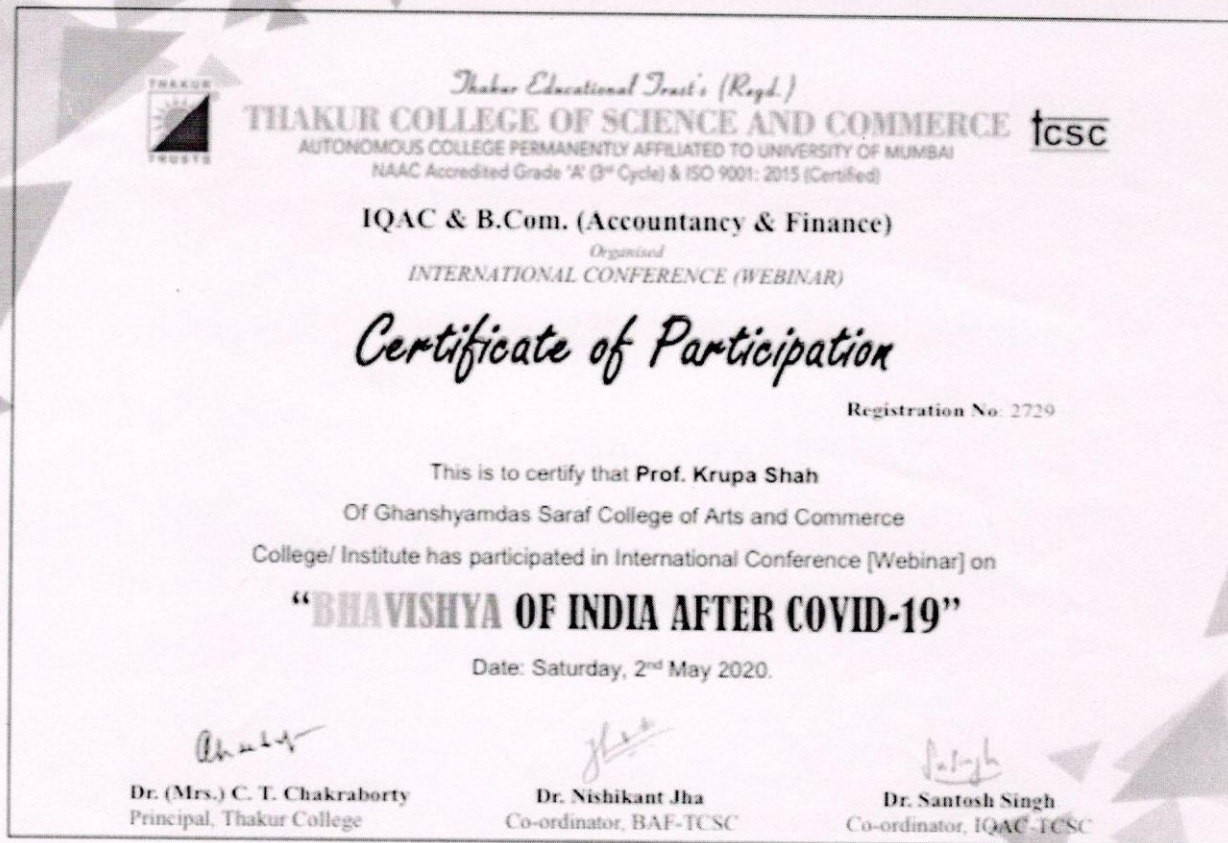 THAKUR
TRUSTS
Thakur Educational Trust's (Regd.)
THAKUR COLLEGE OF SCIENCE AND COMMERCE
tcsc
AUTONOMOUS COLLEGE PERMANENTLY AFFILIATED TO UNIVERSITY OF MUMBAI
NAAC Accredited Grade 'A' (3rd Cycle) & ISO 9001: 2015 (Certified)
IQAC & B.Com. (Accountancy & Finance)
Organised
INTERNATIONAL CONFERENCE (WEBINAR)
Certificate of Participation
Registration No: 2729
This is to certify that Prof. Krupa Shah
Of Ghanshyamdas Saraf College of Arts and Commerce
College/ Institute has participated in International Conference [Webinar] on
“BHAVISHYA OF INDIA AFTER COVID-19”
Date: Saturday, 2nd May 2020.
Dr. (Mrs.) C. T. Chakraborty
Principal, Thakur College
Dr. Nishikant Jha
Co-ordinator, BAF-TCSC
Dr. Santosh Singh
Co-ordinator, IQAC-TCSC